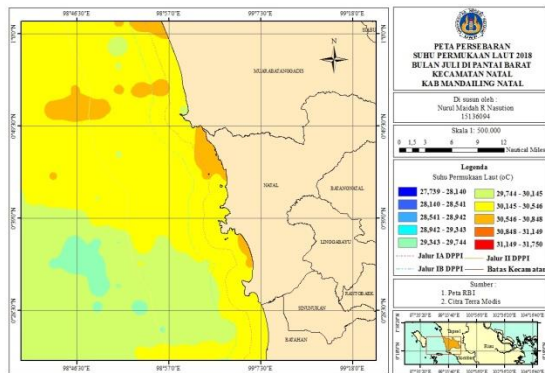 98°48'30"E 98°57'0"E 99°7'30"E 99°18'0"E
MUARABATANGGADIS
NATAL
BATANGNATAL
LINGGABAYU
RANTOBAEK
SINUNUKAN
BATAHAN
N
PETA PERSEBARAN
SUHU PERMUKAAN LAUT 2018
BULAN JULI DI PANTAI BARAT
KECAMATAN NATAL
KAB MANDAILING NATAL
Di susun oleh :
Nurul Maidah R Nasution
15136094
Skala 1: 500.000
0 1,5 3 6 9 12
Nautical Miles
Legenda
Suhu Permukaan Laut (oC)
27,739 - 28,140 29,744 - 30,145
28,140 - 28,541 30,145 - 30,546
28,541 - 28,942 30,546 - 30,848
28,942 - 29,343 30,848 - 31,149
29,343 - 29,744 31,149 - 31,750
Jalur IA DPPI Jalur II DPPI
Jalur IB DPPI Batas Kecamatan
Sumber :
1. Peta RBI
2. Citra Terra Modis
Riau